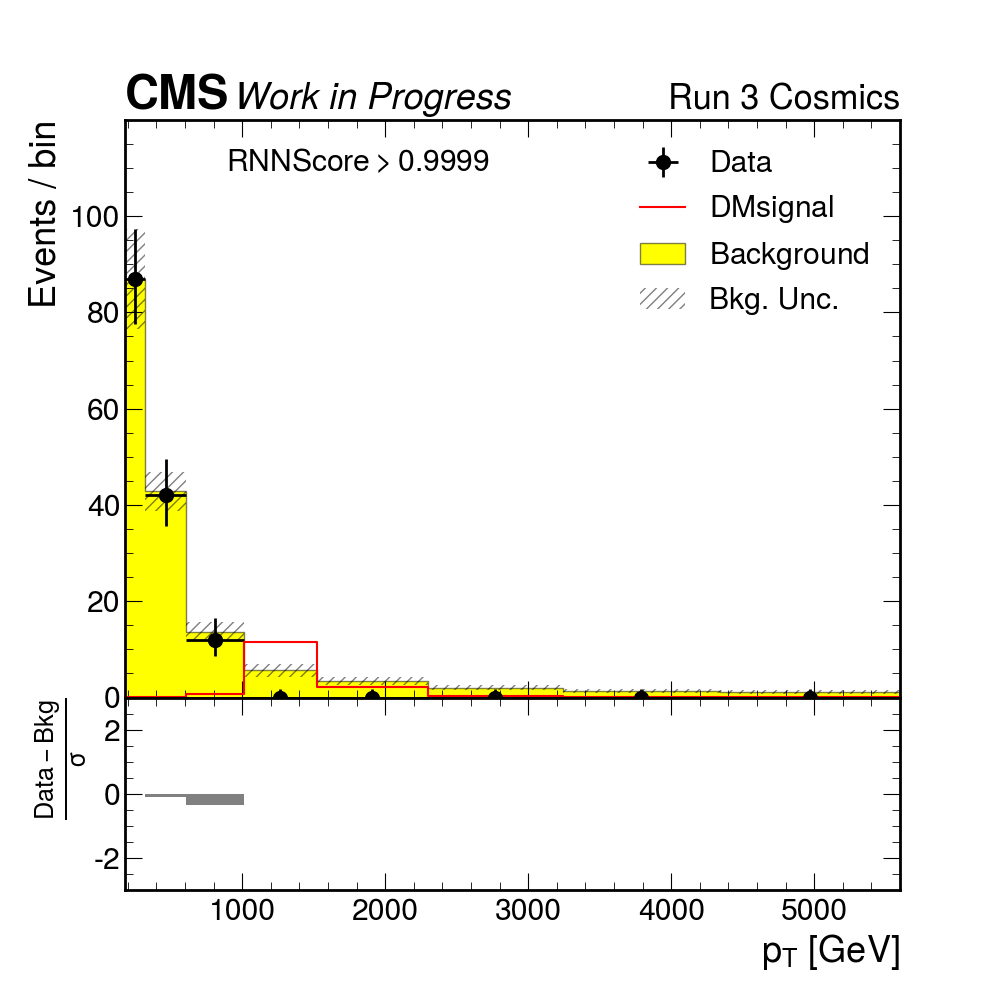 CMS Work in Progress
Run 3 Cosmics
Events / bin
RNNScore > 0.9999
Data
DMsignal
Background
Bkg. Unc.
100
80
60
40
20
0
Data – Bkg
σ
2
0
-2
1000 2000 3000 4000 5000
pT [GeV]